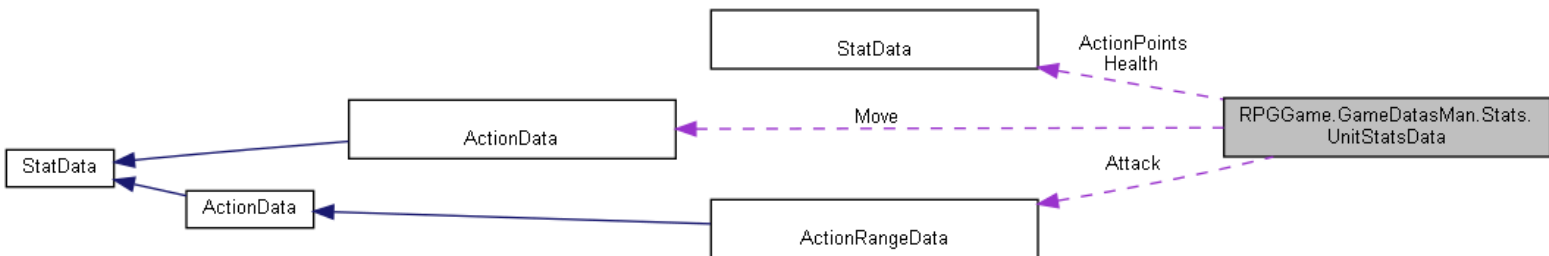 StatData
ActionPoints
Health
ActionData
Move
RPGGame.GameDatasMan.Stats.
UnitStatsData
StatData
Attack
ActionData
ActionRangeData